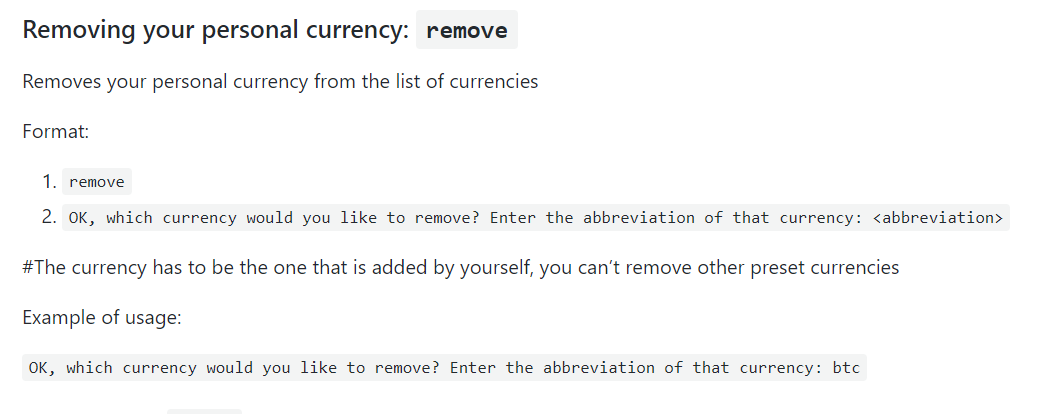 Removing your personal currency: remove
Removes your personal currency from the list of currencies
Format:
1. remove
2. OK, which currency would you like to remove? Enter the abbreviation of that currency: <abbreviation>
#The currency has to be the one that is added by yourself, you can’t remove other preset currencies
Example of usage:
OK, which currency would you like to remove? Enter the abbreviation of that currency: btc